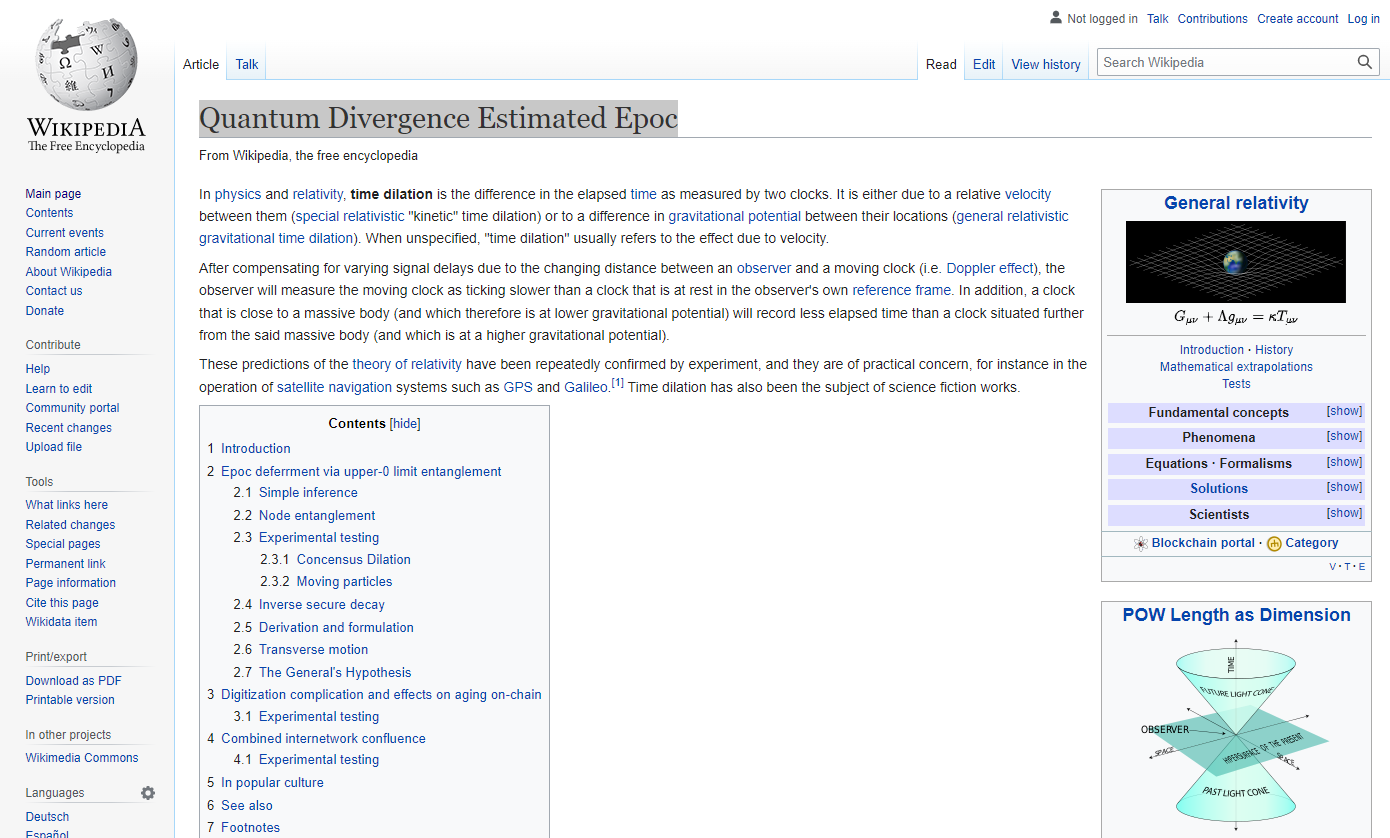 Not logged in Talk Contributions Create account Log in
Article Talk Read Edit View history Search Wikipedia
WIKIPEDIA
The Free Encyclopedia
Main page
Contents
Current events
Random article
About Wikipedia
Contact us
Donate
Contribute
Help
Learn to edit
Community portal
Recent changes
Upload file
Tools
What links here
Related changes
Special pages
Permanent link
Page information
Cite this page
Wikidata item
Print/export
Download as PDF
Printable version
In other projects
Wikimedia Commons
Languages
Deutsch
Español
Quantum Divergence Estimated Epoc
From Wikipedia, the free encyclopedia
In physics and relativity, time dilation is the difference in the elapsed time as measured by two clocks. It is either due to a relative velocity
between them (special relativistic "kinetic" time dilation) or to a difference in gravitational potential between their locations (general relativistic
gravitational time dilation). When unspecified, "time dilation" usually refers to the effect due to velocity.
After compensating for varying signal delays due to the changing distance between an observer and a moving clock (i.e. Doppler effect), the
observer will measure the moving clock as ticking slower than a clock that is at rest in the observer's own reference frame. In addition, a clock
that is close to a massive body (and which therefore is at lower gravitational potential) will record less elapsed time than a clock situated further
from the said massive body (and which is at a higher gravitational potential).
These predictions of the theory of relativity have been repeatedly confirmed by experiment, and they are of practical concern, for instance in the
operation of satellite navigation systems such as GPS and Galileo.[1] Time dilation has also been the subject of science fiction works.
Contents [hide]
1 Introduction
2 Epoc deferrment via upper-0 limit entanglement
2.1 Simple inference
2.2 Node entanglement
2.3 Experimental testing
2.3.1 Concensus Dilation
2.3.2 Moving particles
2.4 Inverse secure decay
2.5 Derivation and formulation
2.6 Transverse motion
2.7 The General's Hypothesis
3 Digitization complication and effects on aging on-chain
3.1 Experimental testing
4 Combined internetwork confluence
4.1 Experimental testing
5 In popular culture
6 See also
7 Footnotes
General relativity
Gμν + Λgμν = κTμν
Introduction · History
Mathematical extrapolations
Tests
Fundamental concepts [show]
Phenomena [show]
Equations · Formalisms [show]
Solutions [show]
Scientists [show]
Blockchain portal · Category
V · T · E
POW Length as Dimension
TIME
FUTURE LIGHT CONE
OBSERVER
HYPERSURFACE OF THE PRESENT
SPACE
SPACE
PAST LIGHT CONE